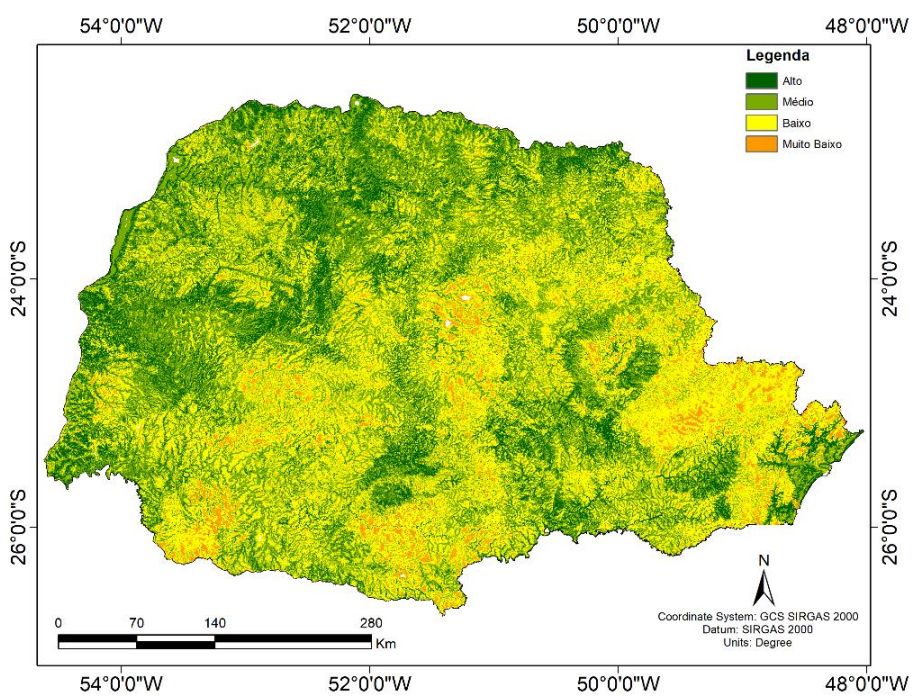 54°0'0"W 52°0'0"W 50°0'0"W 48°0'0"W
Legenda
Alto
Médio
Baixo
Muito Baixo
24°0'0"S 24°0'0"S
26°0'0"S 26°0'0"S
N
0 70 140 280
Km
Coordinate System: GCS SIRGAS 2000
Datum: SIRGAS 2000
Units: Degree
54°0'0"W 52°0'0"W 50°0'0"W 48°0'0"W